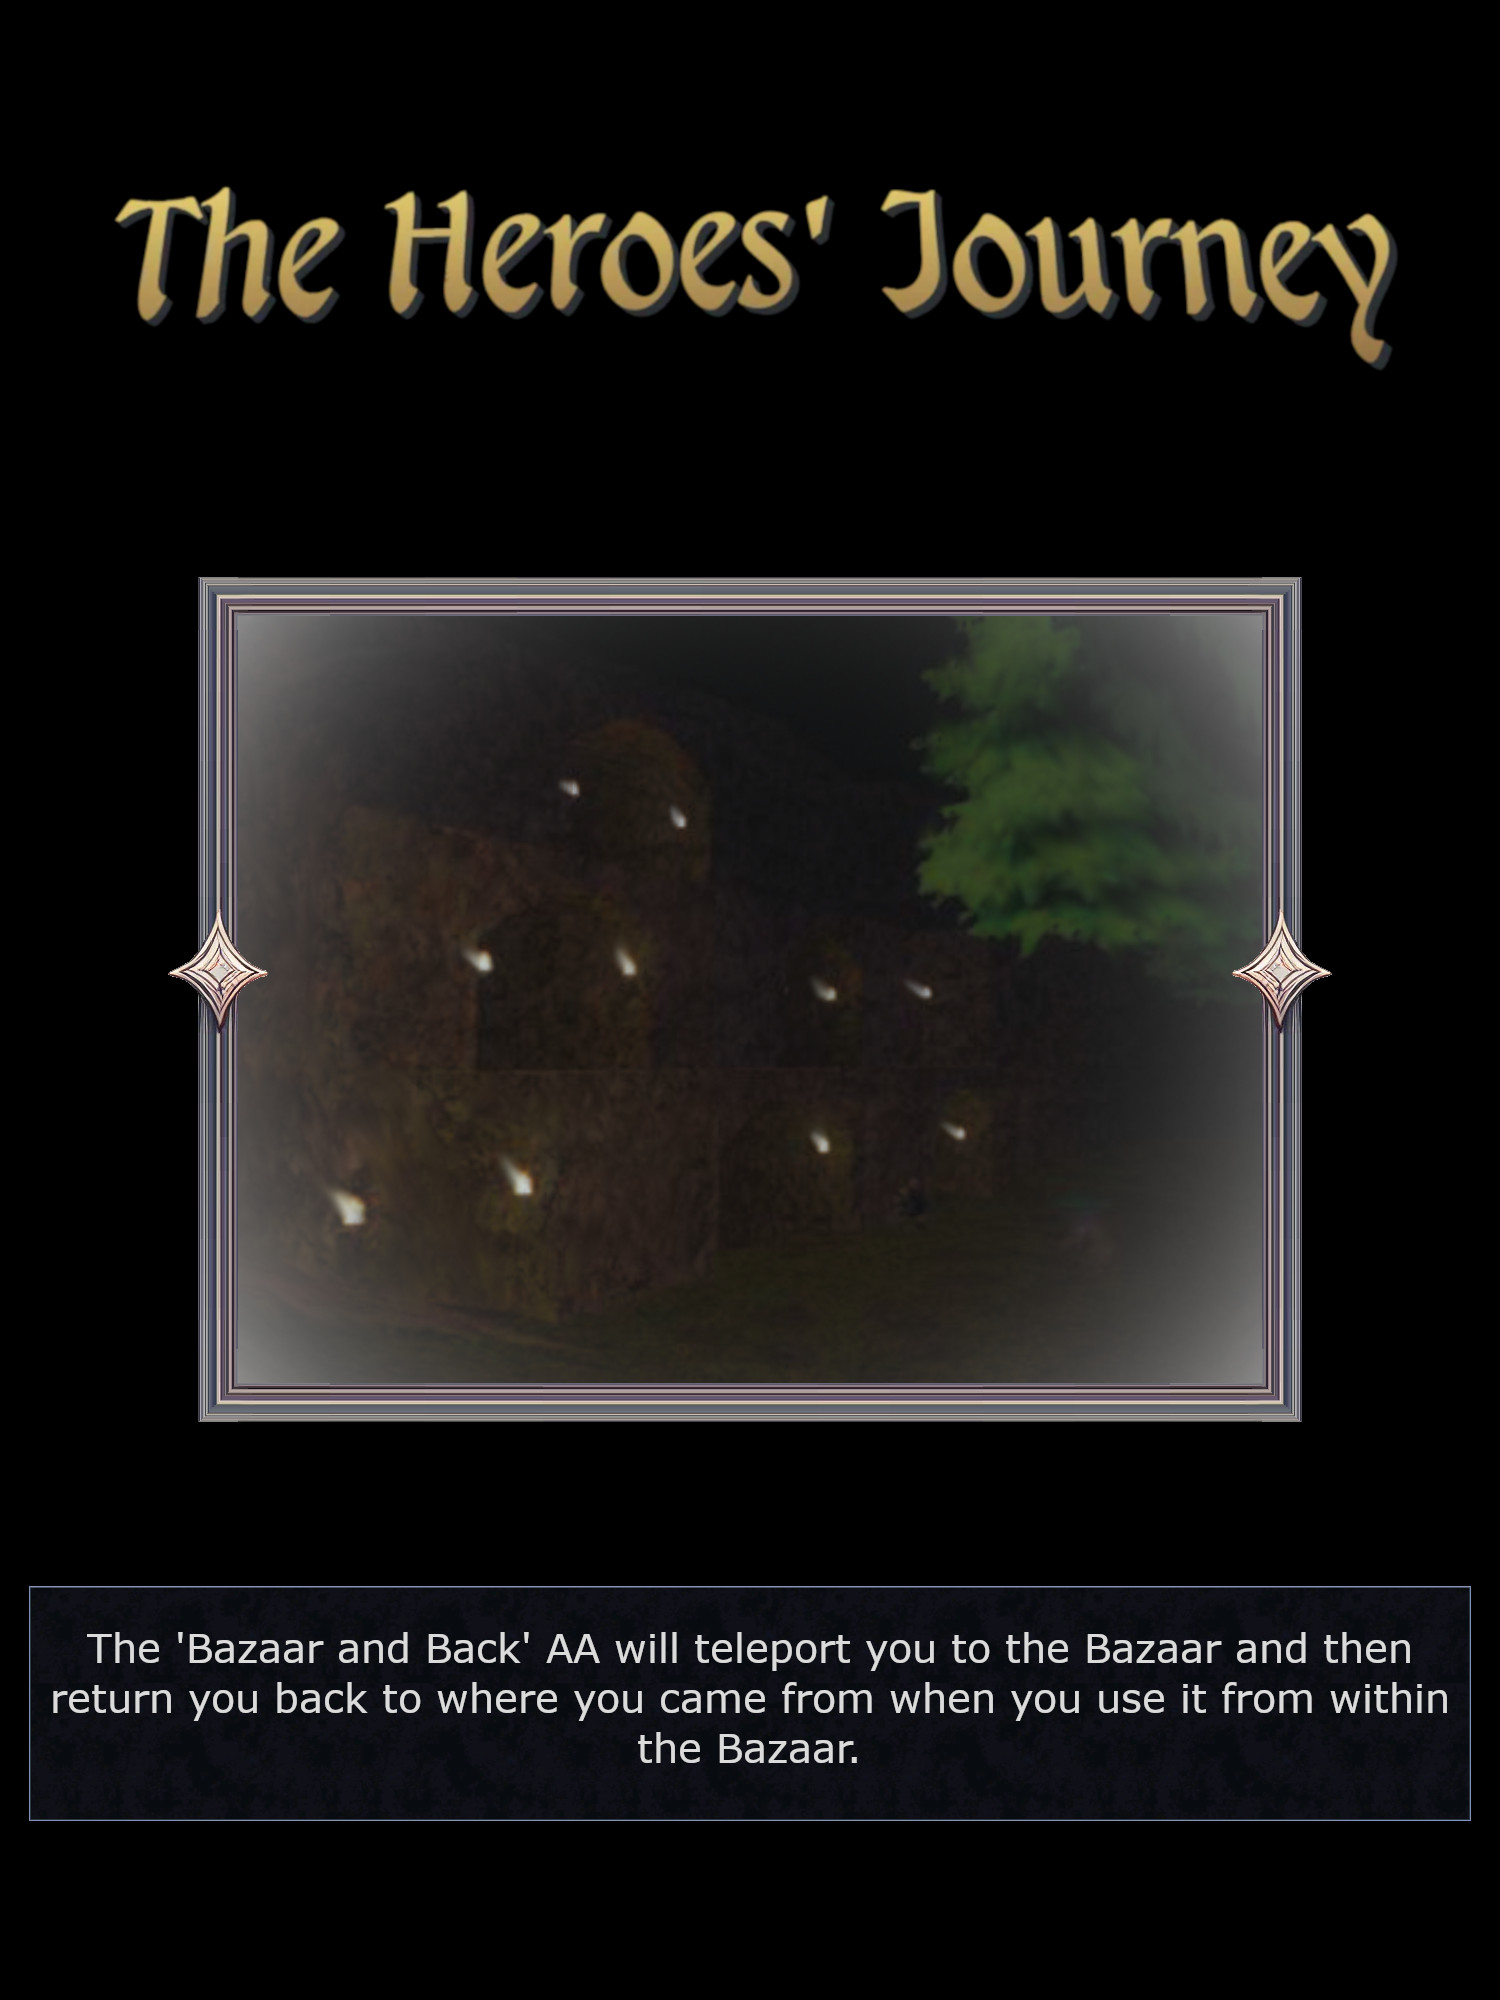 The Heroes' Journey
The 'Bazaar and Back' AA will teleport you to the Bazaar and then
return you back to where you came from when you use it from within
the Bazaar.